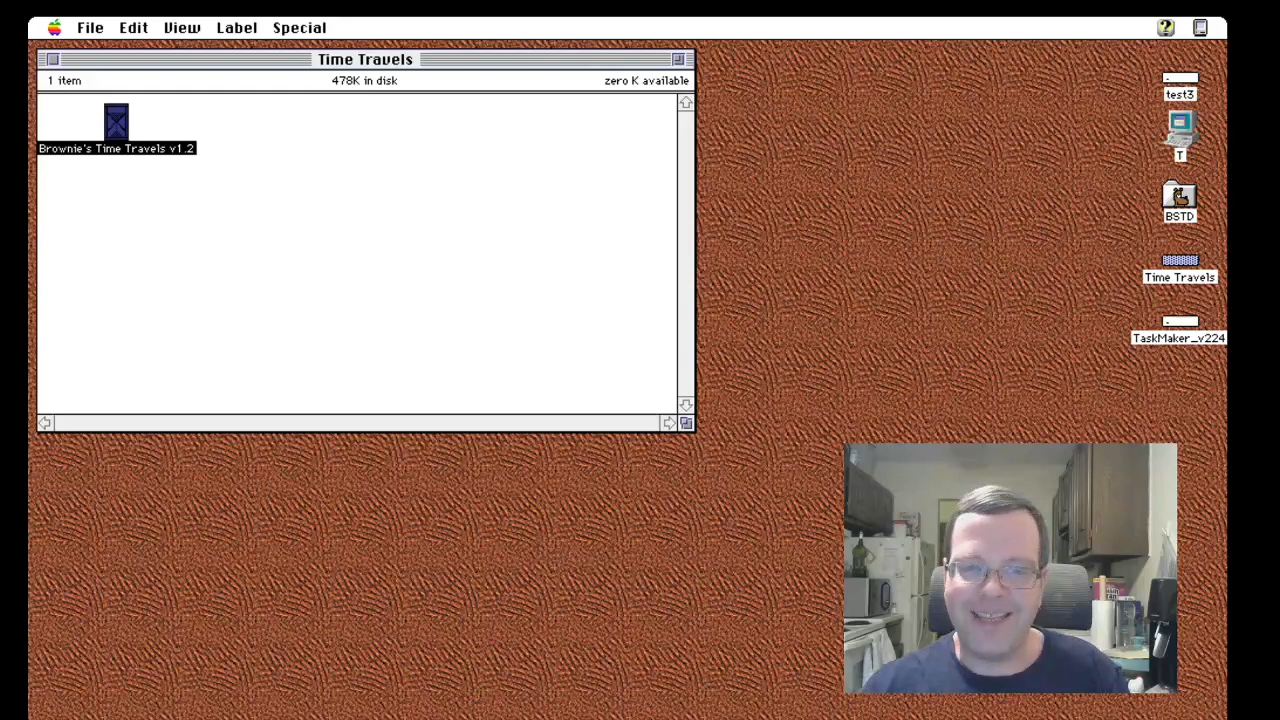 File Edit View Label Special
Time Travels
1 item 478K in disk zero K available
Brownie's Time Travels v1.2
test3
T
BSTD
Time Travels
TaskMaker_v224